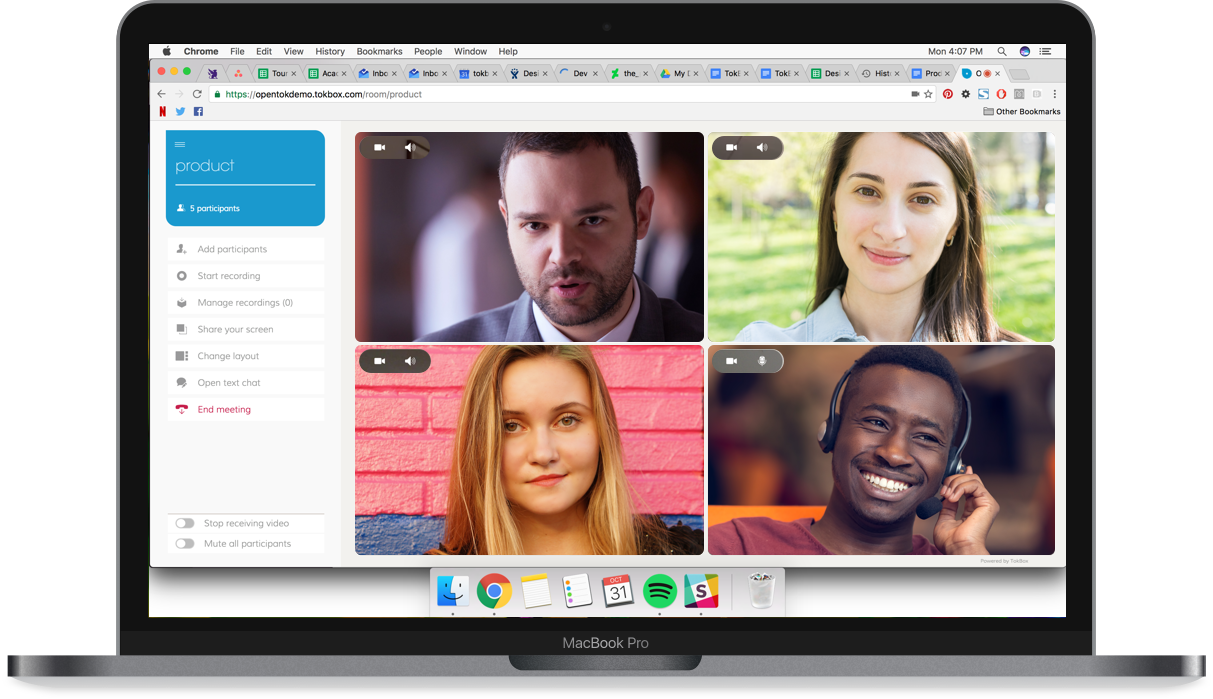 Chrome File Edit View History Bookmarks People Window Help Mon 4:07 PM
Tour Aca Inbo Inbo tokb Desi Dev the_ My D Tok Tok Desi Histo Prod O
https://opentokdemo.tokbox.com/room/product
N
Other Bookmarks
product
5 participants
Add participants
Start recording
Manage recordings (0)
Share your screen
Change layout
Open text chat
End meeting
Stop receiving video
Mute all participants
Powered by TokBox
OCT
31
S
MacBook Pro